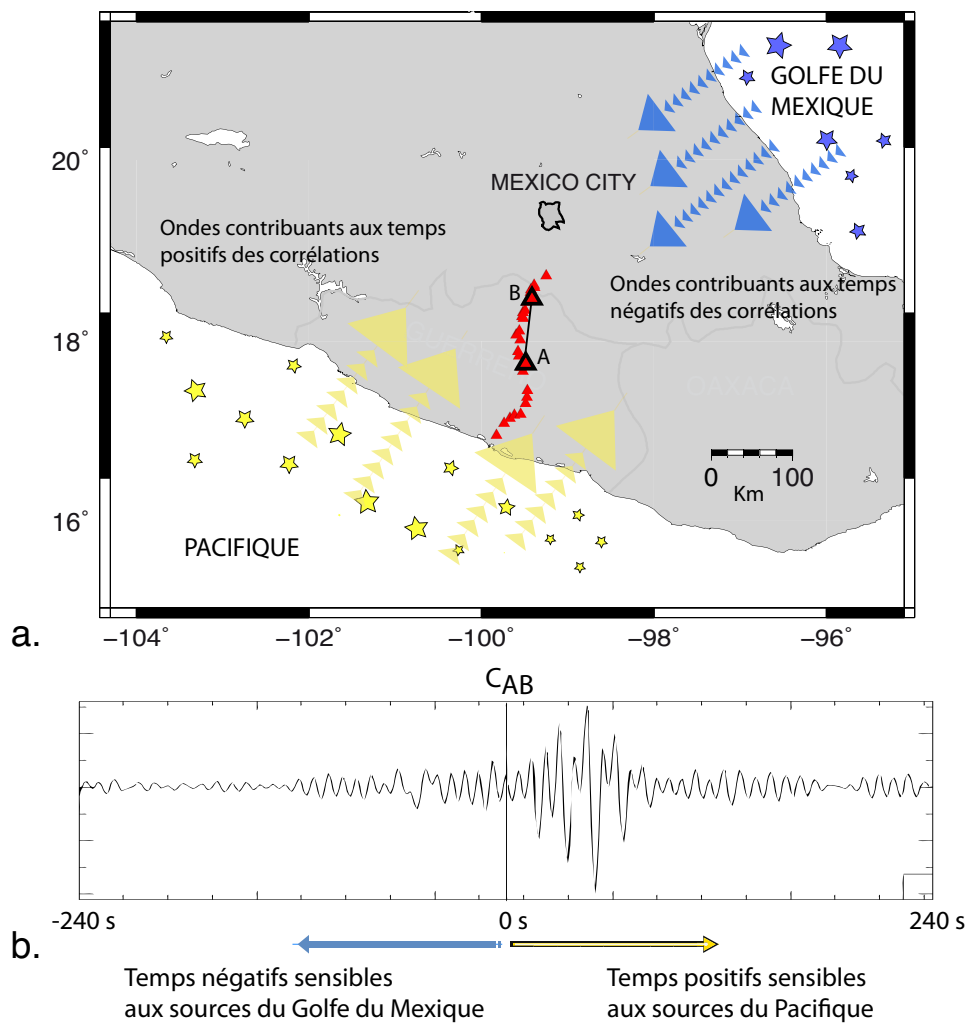 GOLFE DU
MEXIQUE
20°
MEXICO CITY
Ondes contribuants aux temps
positifs des corrélations
Ondes contribuants aux temps
négatifs des corrélations
B
18°
A
OAXACA
0 100
Km
16°
PACIFIQUE
a.
−104° −102° −100° −98° −96°
CAB
-240 s 0 s 240 s
b.
Temps négatifs sensibles
aux sources du Golfe du Mexique
Temps positifs sensibles
aux sources du Pacifique